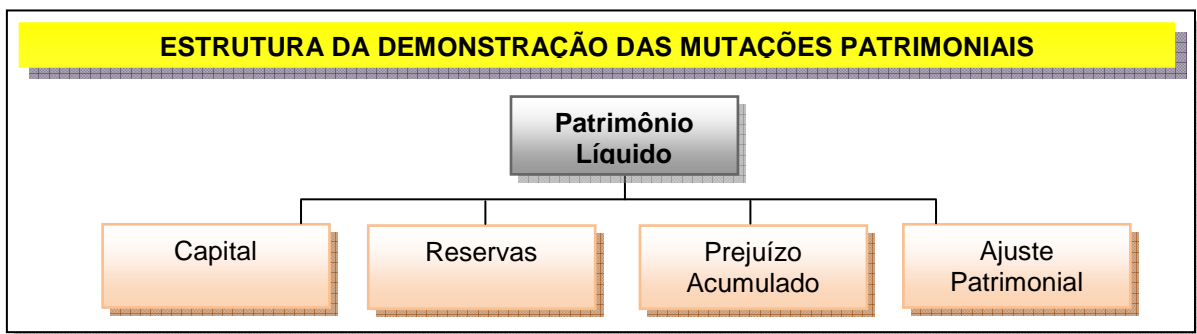 ESTRUTURA DA DEMONSTRAÇÃO DAS MUTAÇÕES PATRIMONIAIS
Patrimônio
Líquido
Capital
Reservas
Prejuízo
Acumulado
Ajuste
Patrimonial